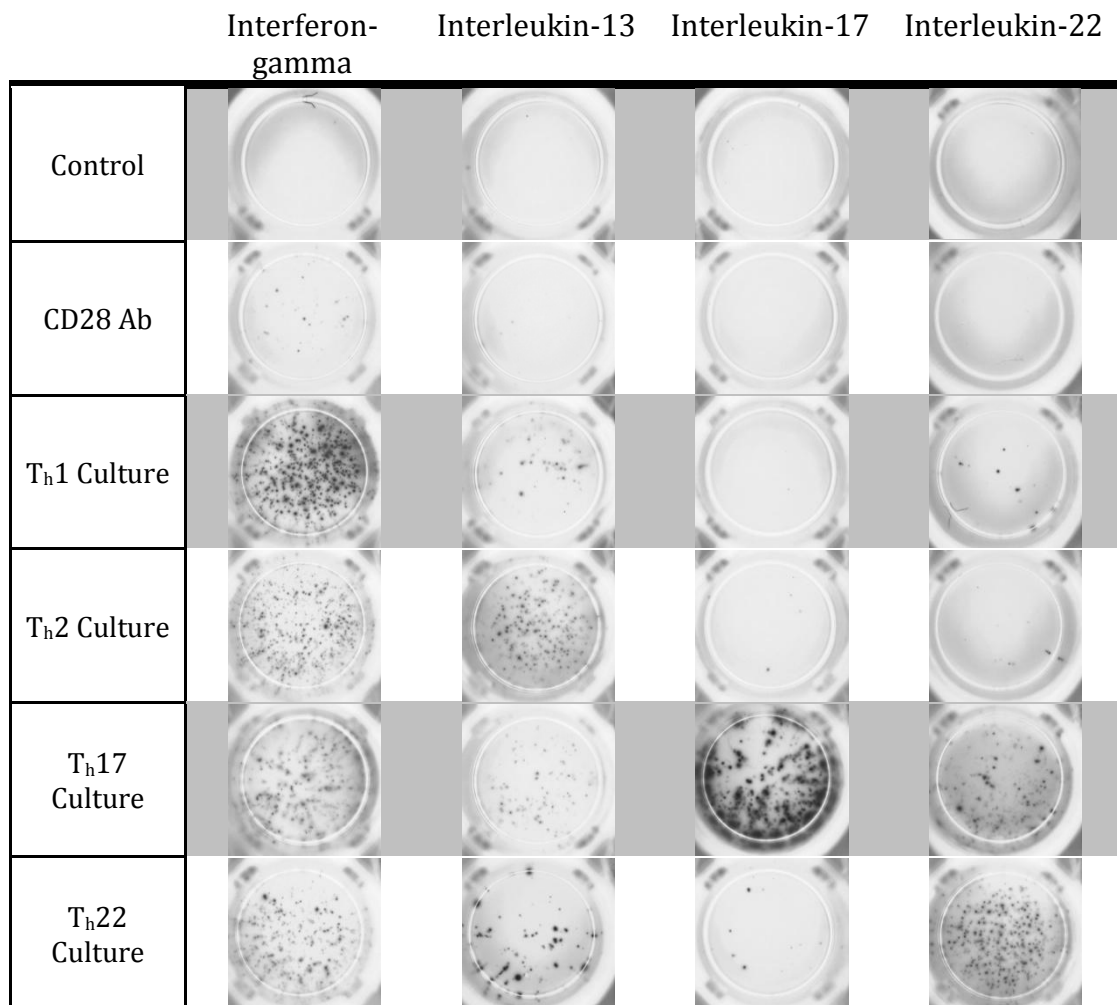 Interferon-gamma Interleukin-13 Interleukin-17 Interleukin-22
Control
CD28 Ab
Th1 Culture
Th2 Culture
Th17
Culture
Th22
Culture